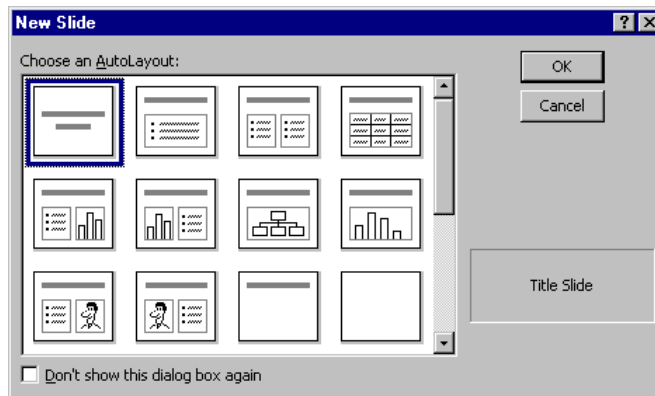 New Slide
Choose an AutoLayout:
OK
Cancel
Title Slide
Don't show this dialog box again